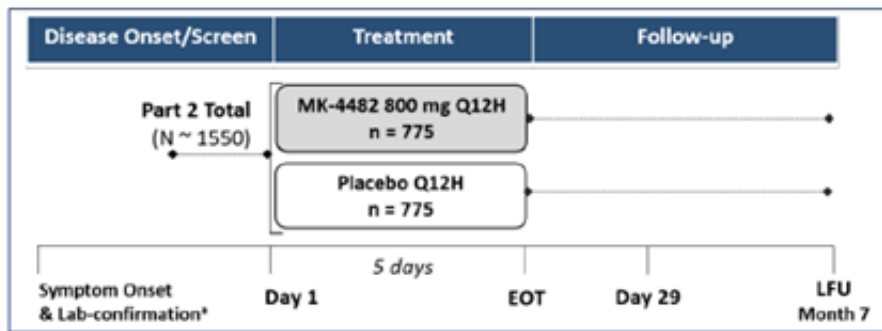 Disease Onset/Screen Treatment Follow-up
Part 2 Total
(N ~ 1550)
MK-4482 800 mg Q12H
n = 775
Placebo Q12H
n = 775
5 days
Symptom Onset
& Lab-confirmation*
Day 1
EOT
Day 29
LFU
Month 7